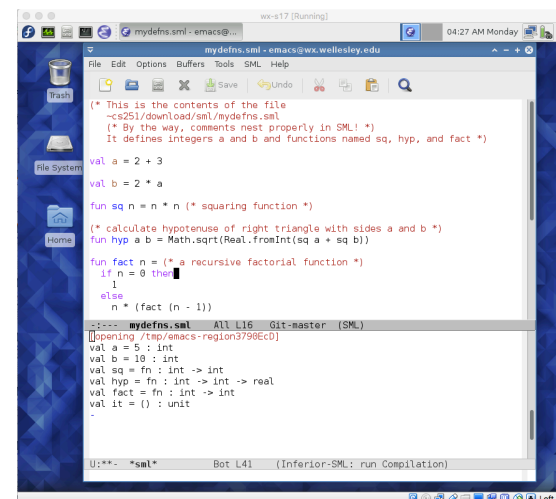 wx-s17 [Running]
mydefns.sml - emacs@...
04:27 AM Monday
mydefns.sml - emacs@wx.wellesley.edu
File Edit Options Buffers Tools SML Help
Save Undo
Trash
File System
Home
(* This is the contents of the file
~cs251/download/sml/mydefns.sml
(* By the way, comments nest properly in SML! *)
It defines integers a and b and functions named sq, hyp, and fact *)
val a = 2 + 3
val b = 2 * a
fun sq n = n * n (* squaring function *)
(* calculate hypotenuse of right triangle with sides a and b *)
fun hyp a b = Math.sqrt(Real.fromInt(sq a + sq b))
fun fact n = (* a recursive factorial function *)
if n = 0 then
1
else
n * (fact (n - 1))
-:--- mydefns.sml All L16 Git-master (SML)
[opening /tmp/emacs-region3790EcD]
val a = 5 : int
val b = 10 : int
val sq = fn : int -> int
val hyp = fn : int -> int -> real
val fact = fn : int -> int
val it = () : unit
-
U:**- *sml* Bot L41 (Inferior-SML: run Compilation)
Left